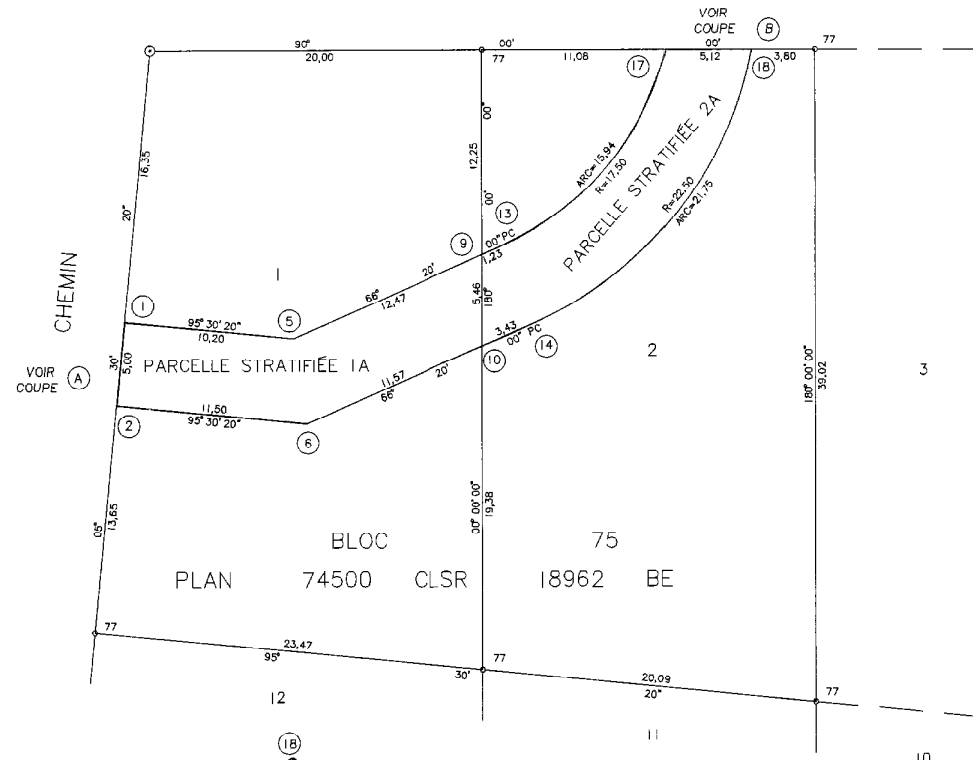 VOIR
COUPE
B
90°
00'
00'
77
20,00
77
11,08
17
5,12
18
3,80
16,35
20"
12,25
00'
00'
ARC=15,94
R=17,50
PARCELLE STRATIFIÉE 2A
R=22,50
ARC=21,75
13
9
00" PC
1,23
CHEMIN
1
1
20'
66°
12,47
5,46
180°
95° 30' 20"
10,20
5
3,43
00" PC
14
10
2
3
30'
5,00
PARCELLE STRATIFIÉE 1A
VOIR
COUPE
A
11,57
66°
20'
180° 00' 00"
39,02
11,50
95° 30' 20"
2
6
05°
13,65
00° 00' 00"
19,38
BLOC 75
PLAN 74500 CLSR 18962 BE
77
23,47
95°
30'
77
20,09
20"
77
12
11
18
10